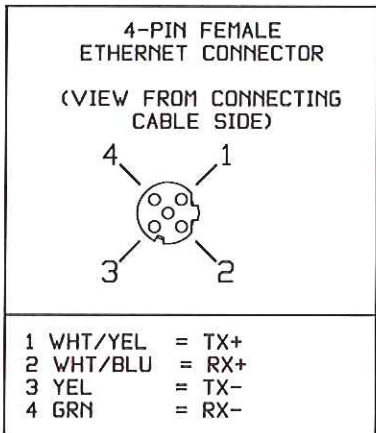 4-PIN FEMALE
ETHERNET CONNECTOR
(VIEW FROM CONNECTING
CABLE SIDE)
4 1
3 2
1 WHT/YEL = TX+
2 WHT/BLU = RX+
3 YEL = TX-
4 GRN = RX-